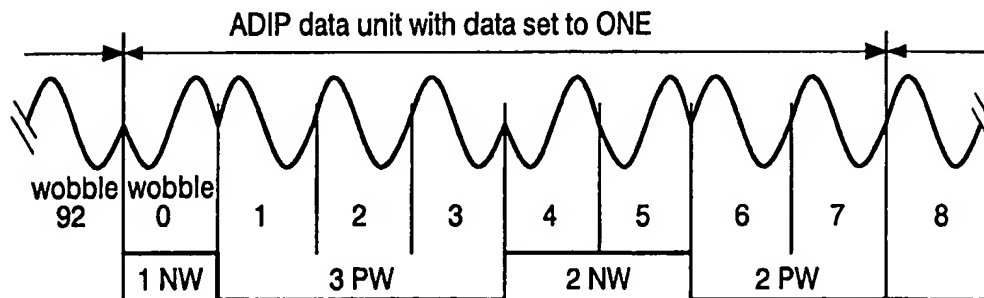 ADIP data unit with data set to ONE
wobble wobble
92 0 1 2 3 4 5 6 7 8
1 NW 3 PW 2 NW 2 PW